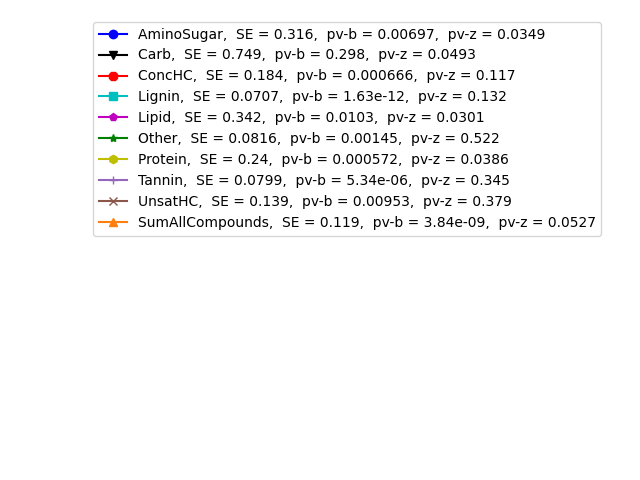 AminoSugar,  SE = 0.316,  pv-b = 0.00697,  pv-z = 0.0349
Carb,  SE = 0.749,  pv-b = 0.298,  pv-z = 0.0493
ConcHC,  SE = 0.184,  pv-b = 0.000666,  pv-z = 0.117
Lignin,  SE = 0.0707,  pv-b = 1.63e-12,  pv-z = 0.132
Lipid,  SE = 0.342,  pv-b = 0.0103,  pv-z = 0.0301
Other,  SE = 0.0816,  pv-b = 0.00145,  pv-z = 0.522
Protein,  SE = 0.24,  pv-b = 0.000572,  pv-z = 0.0386
Tannin,  SE = 0.0799,  pv-b = 5.34e-06,  pv-z = 0.345
UnsatHC,  SE = 0.139,  pv-b = 0.00953,  pv-z = 0.379
SumAllCompounds,  SE = 0.119,  pv-b = 3.84e-09,  pv-z = 0.0527